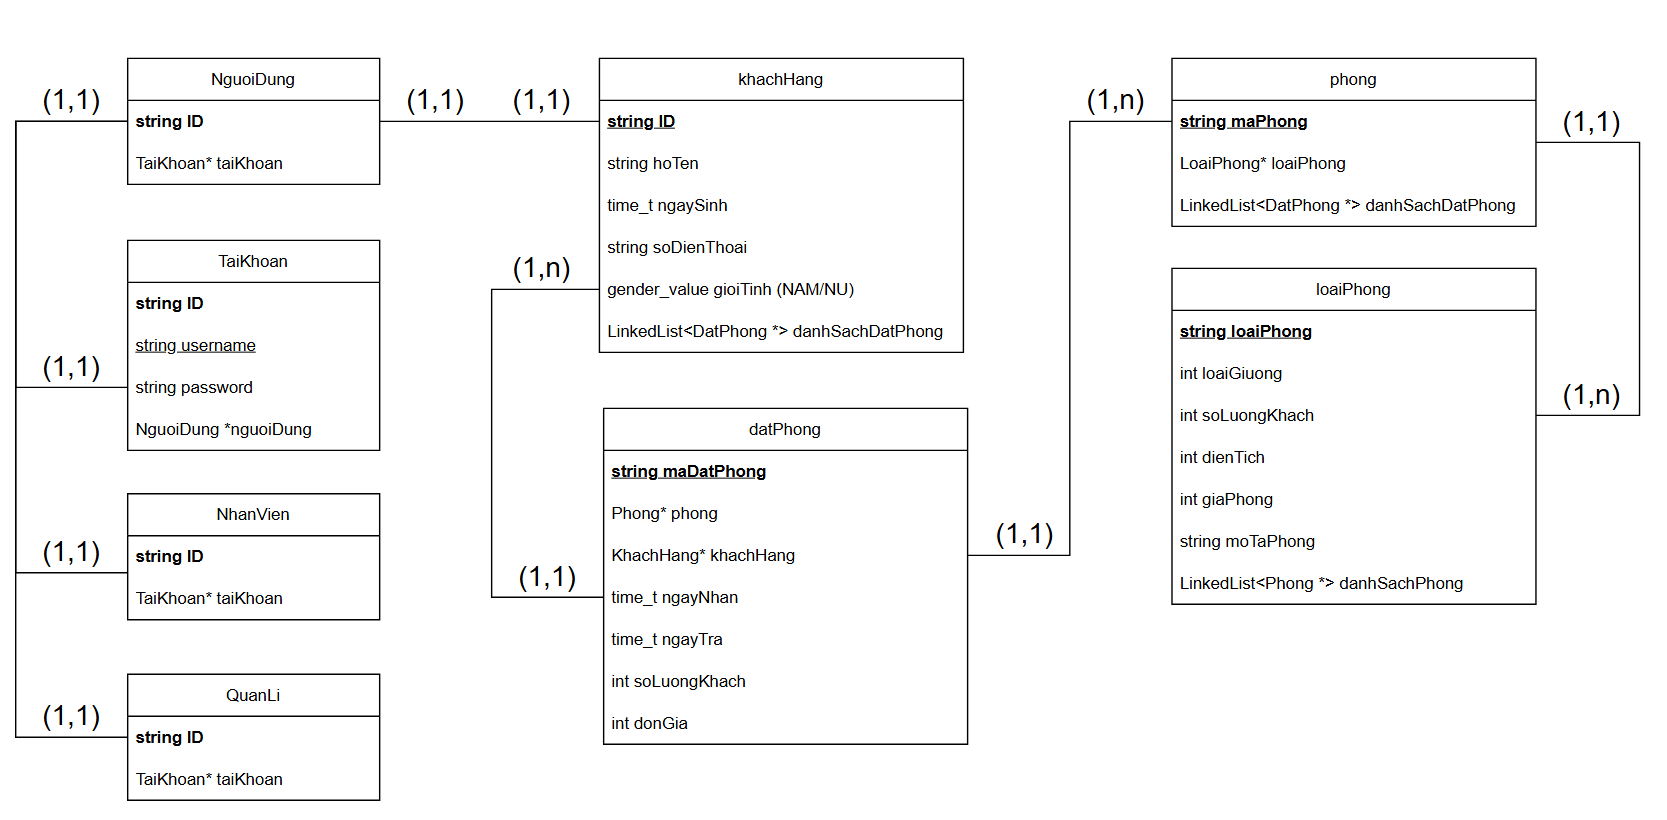 NguoiDung
string ID
TaiKhoan* taiKhoan
(1,1)
(1,1)
TaiKhoan
string ID
string username
string password
NguoiDung *nguoiDung
(1,1)
NhanVien
string ID
TaiKhoan* taiKhoan
(1,1)
QuanLi
string ID
TaiKhoan* taiKhoan
(1,1)
khachHang
string ID
string hoTen
time_t ngaySinh
string soDienThoai
gender_value gioiTinh (NAM/NU)
LinkedList<DatPhong *> danhSachDatPhong
(1,1)
(1,n)
datPhong
string maDatPhong
Phong* phong
KhachHang* khachHang
time_t ngayNhan
time_t ngayTra
int soLuongKhach
int donGia
(1,1)
(1,1)
phong
string maPhong
LoaiPhong* loaiPhong
LinkedList<DatPhong *> danhSachDatPhong
(1,n)
(1,1)
loaiPhong
string loaiPhong
int loaiGiuong
int soLuongKhach
int dienTich
int giaPhong
string moTaPhong
LinkedList<Phong *> danhSachPhong
(1,n)